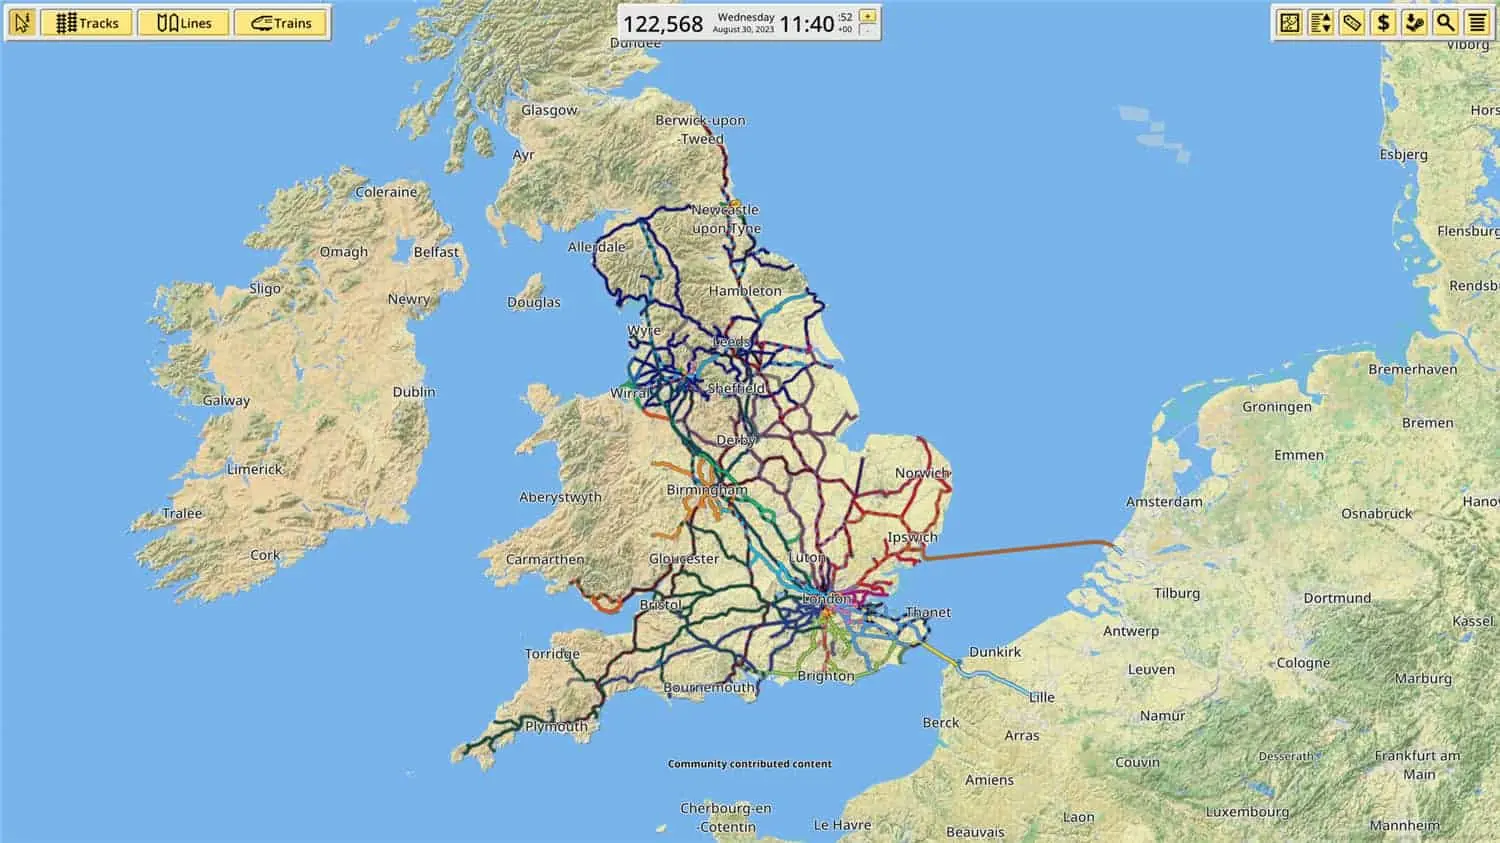 Tracks
Lines
Trains
122,568
Wednesday
August 30, 2023
11:40
:52
+00
+
-
$
Viborg
Dundee
Glasgow
Berwick-upon
-Tweed
Hors
Ayr
Esbjerg
Coleraine
Newcastle
upon Tyne
Flensburg
Allerdale
Omagh
Belfast
Sligo
Newry
Douglas
Hambleton
Rendsb
Wyre
Leeds
Bremerhaven
Dublin
Wirral
Sheffield
Galway
Groningen
Bremen
Derby
Emmen
Limerick
Norwich
Aberystwyth
Birmingham
Amsterdam
Hano
Tralee
Osnabrück
Ipswich
Cork
Carmarthen
Gloucester
Luton
Bristol
London
Thanet
Tilburg
Dortmund
Kassel
Antwerp
Torridge
Dunkirk
Cologne
Leuven
Marburg
Bournemouth
Brighton
Lille
Plymouth
Berck
Namur
Arras
Community contributed content
Couvin
Desserath
Frankfurt am
Main
Amiens
Cherbourg-en
-Cotentin
Le Havre
Laon
Luxembourg
Beauvais
Mannheim